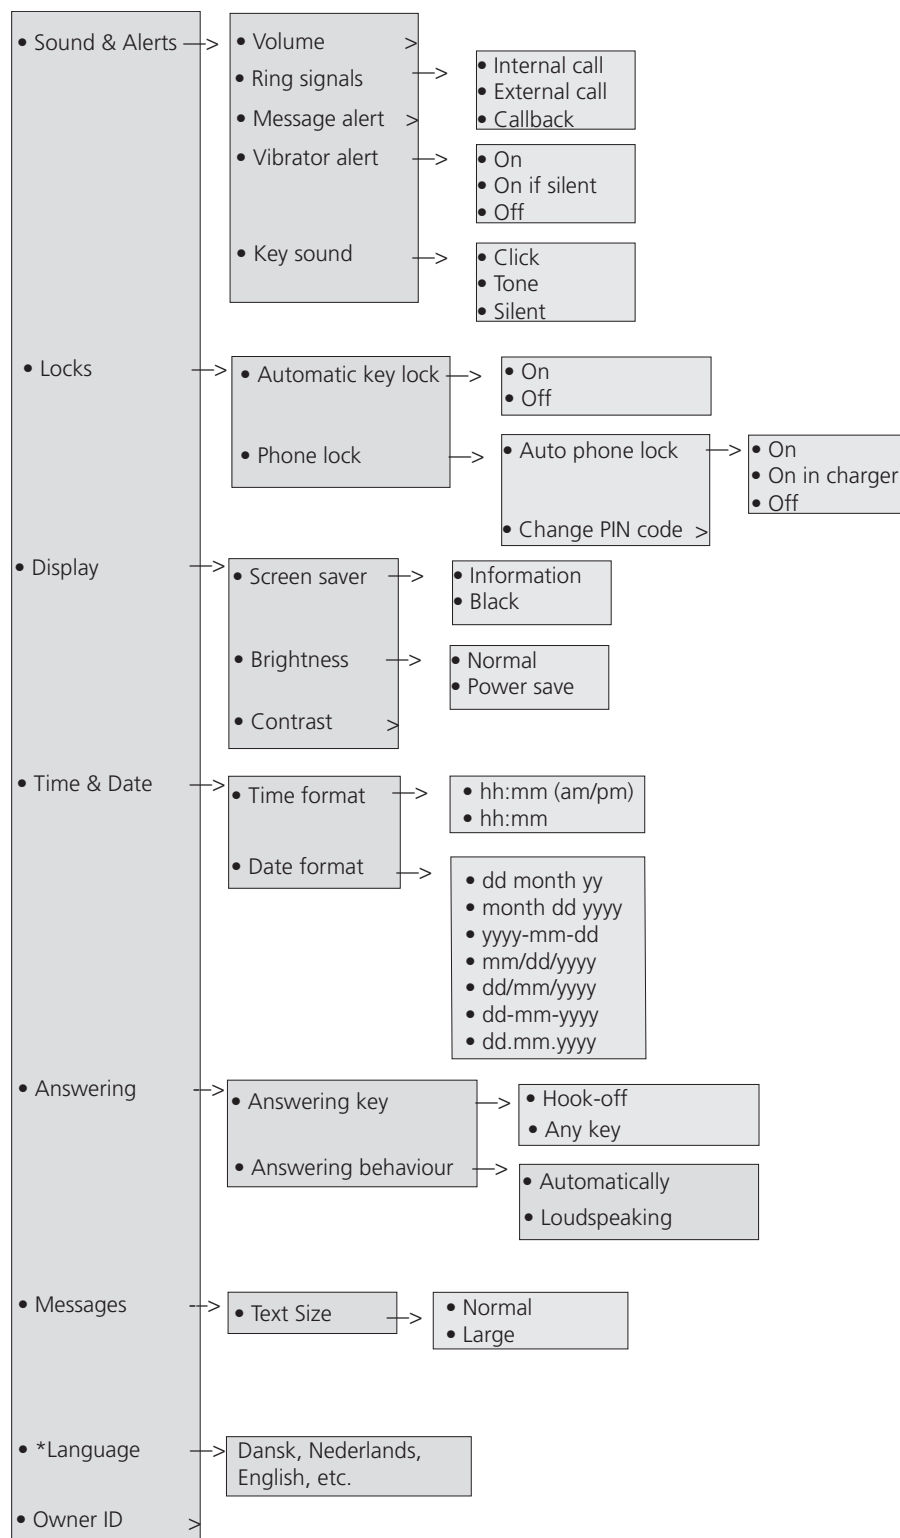 • Sound & Alerts >
• Volume >
• Ring signals >
• Internal call
• External call
• Callback
• Message alert >
• Vibrator alert >
• On
• On if silent
• Off
• Key sound >
• Click
• Tone
• Silent
• Locks >
• Automatic key lock >
• On
• Off
• Phone lock >
• Auto phone lock >
• On
• On in charger
• Off
• Change PIN code >
• Display >
• Screen saver >
• Information
• Black
• Brightness >
• Normal
• Power save
• Contrast >
• Time & Date >
• Time format >
• hh:mm (am/pm)
• hh:mm
• Date format >
• dd month yy
• month dd yyyy
• yyyy-mm-dd
• mm/dd/yyyy
• dd/mm/yyyy
• dd-mm-yyyy
• dd.mm.yyyy
• Answering >
• Answering key >
• Hook-off
• Any key
• Answering behaviour >
• Automatically
• Loudspeaking
• Messages >
• Text Size >
• Normal
• Large
• *Language >
Dansk, Nederlands,
English, etc.
• Owner ID >